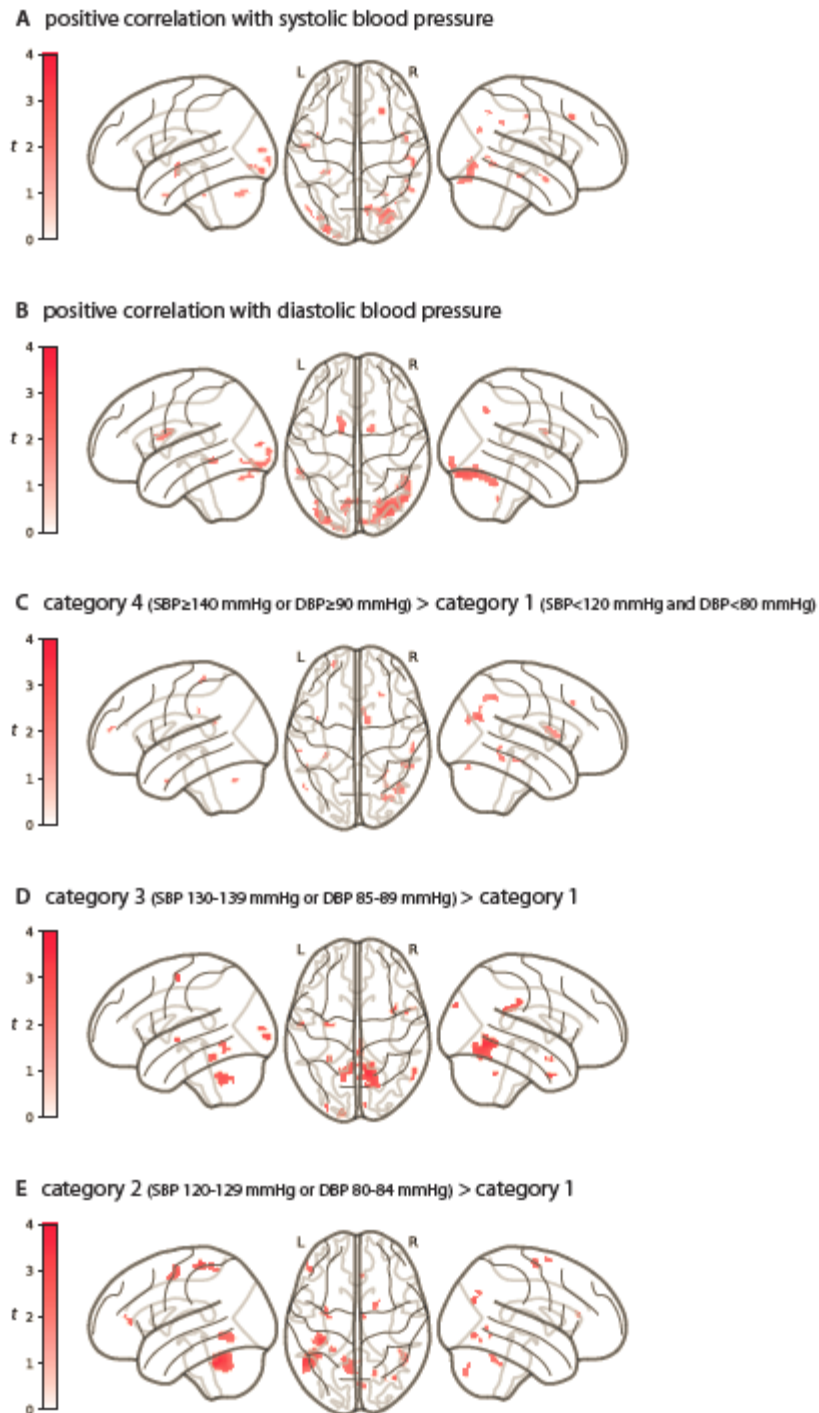 A positive correlation with systolic blood pressure
L R
4
3
t 2
1
0
B positive correlation with diastolic blood pressure
L R
4
3
t 2
1
0
C category 4 (SBP≥140 mmHg or DBP≥90 mmHg) > category 1 (SBP<120 mmHg and DBP<80 mmHg)
L R
4
3
t 2
1
0
D category 3 (SBP 130-139 mmHg or DBP 85-89 mmHg) > category 1
L R
4
3
t 2
1
0
E category 2 (SBP 120-129 mmHg or DBP 80-84 mmHg) > category 1
L R
4
3
t 2
1
0